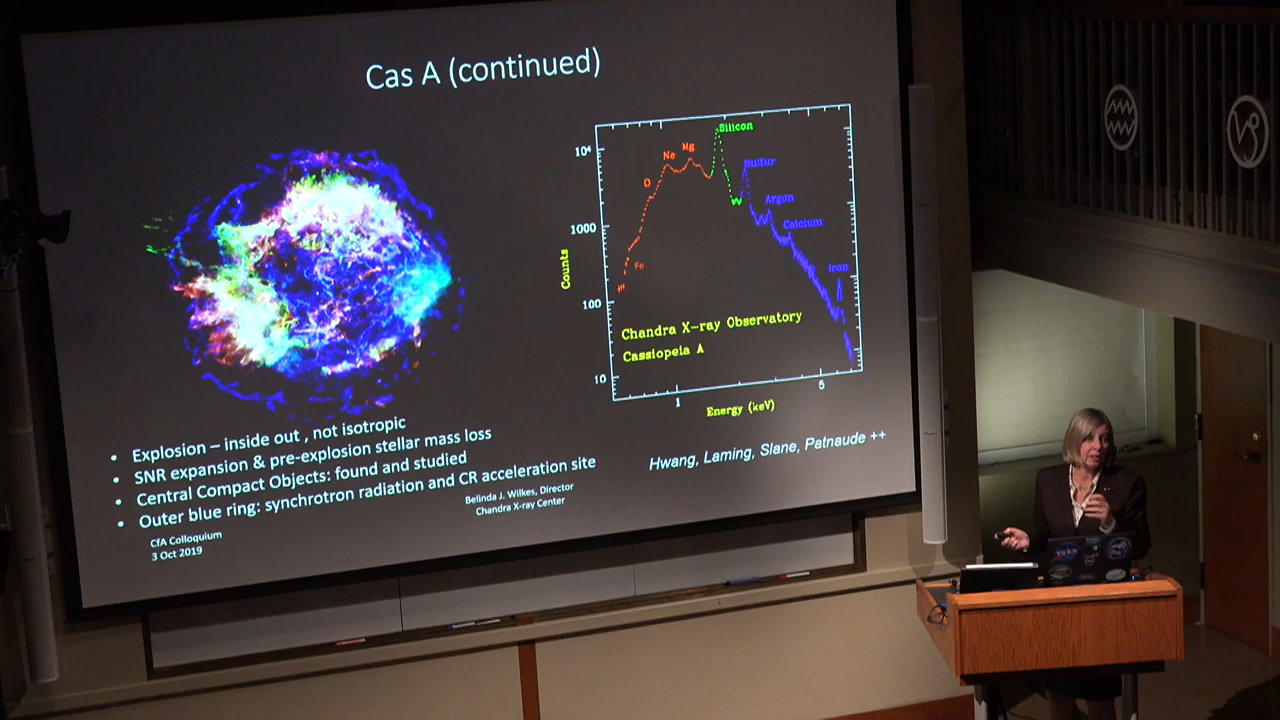 Cas A (continued)
10⁴
1000
100
10
Counts
Fe
O
Ne
Mg
Silicon
Sulfur
Argon
Calcium
Iron
Chandra X-ray Observatory
Cassiopeia A
1
5
Energy (keV)
Hwang, Laming, Slane, Patnaude ++
• Explosion – inside out , not isotropic
• SNR expansion & pre-explosion stellar mass loss
• Central Compact Objects: found and studied
• Outer blue ring: synchrotron radiation and CR acceleration site
Belinda J. Wilkes, Director
Chandra X-ray Center
CfA Colloquium
3 Oct 2019